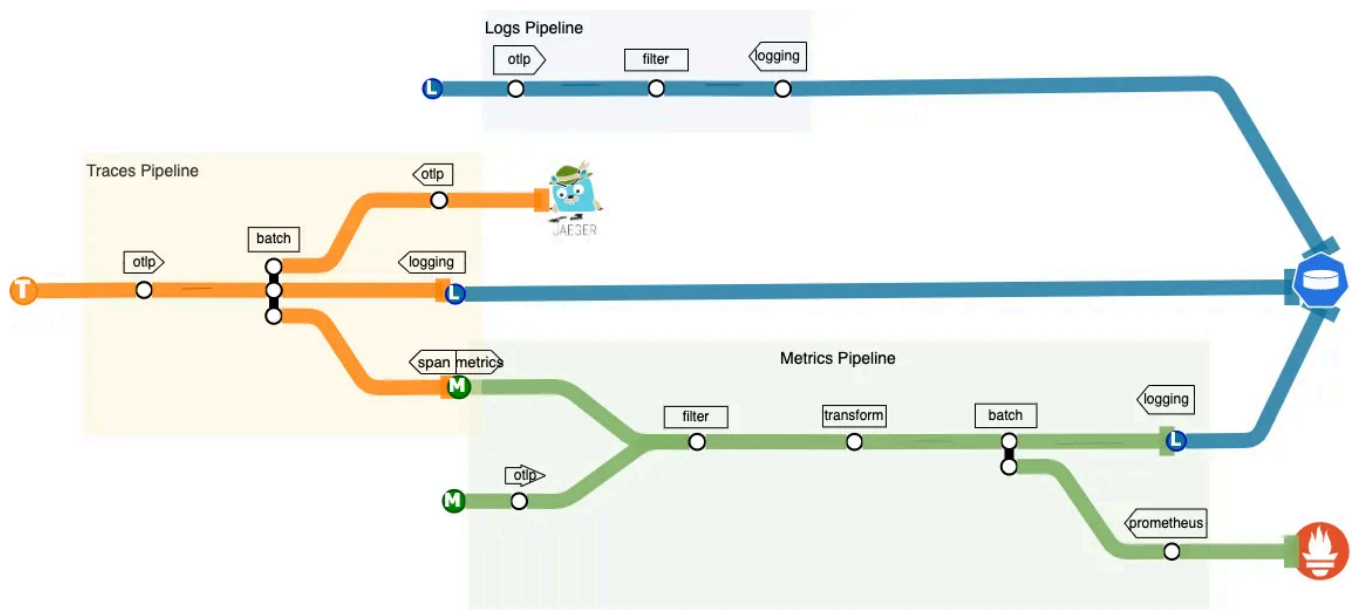 Logs Pipeline
otlp
filter
logging
L
Traces Pipeline
otlp
JAEGER
batch
otlp
logging
T
L
span metrics
Metrics Pipeline
M
filter
transform
batch
logging
L
otlp
M
prometheus